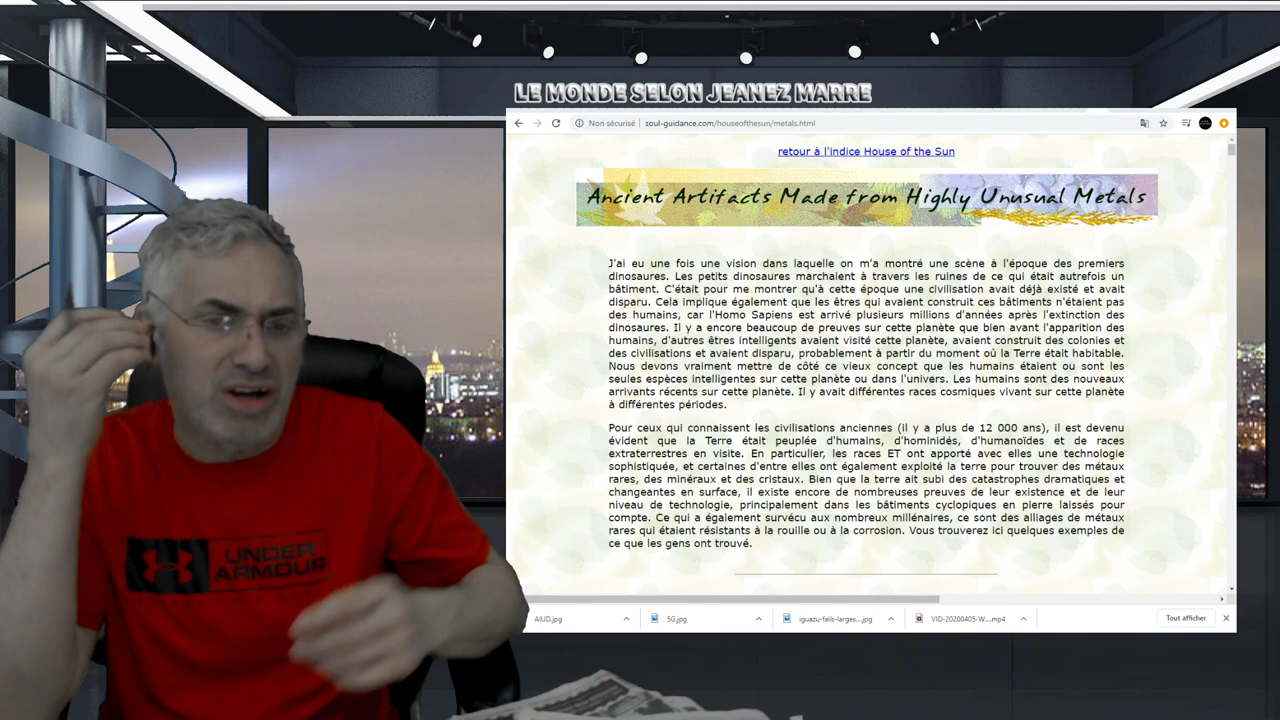 LE MONDE SELON JEANEZ MARRE
Non sécurisé | soul-guidance.com/houseofthesun/metals.html
retour à l'indice House of the Sun
Ancient Artifacts Made from Highly Unusual Metals
J'ai eu une fois une vision dans laquelle on m'a montré une scène à l'époque des premiers
dinosaures. Les petits dinosaures marchaient à travers les ruines de ce qui était autrefois un
bâtiment. C'était pour me montrer qu'à cette époque une civilisation avait déjà existé et avait
disparu. Cela implique également que les êtres qui avaient construit ces bâtiments n'étaient pas
des humains, car l'Homo Sapiens est arrivé plusieurs millions d'années après l'extinction des
dinosaures. Il y a encore beaucoup de preuves sur cette planète que bien avant l'apparition des
humains, d'autres êtres intelligents avaient visité cette planète, avaient construit des colonies et
des civilisations et avaient disparu, probablement à partir du moment où la Terre était habitable.
Nous devons vraiment mettre de côté ce vieux concept que les humains étaient ou sont les
seules espèces intelligentes sur cette planète ou dans l'univers. Les humains sont des nouveaux
arrivants récents sur cette planète. Il y avait différentes races cosmiques vivant sur cette planète
à différentes périodes.
Pour ceux qui connaissent les civilisations anciennes (il y a plus de 12 000 ans), il est devenu
évident que la Terre était peuplée d'humains, d'hominidés, d'humanoïdes et de races
extraterrestres en visite. En particulier, les races ET ont apporté avec elles une technologie
sophistiquée, et certaines d'entre elles ont également exploité la terre pour trouver des métaux
rares, des minéraux et des cristaux. Bien que la terre ait subi des catastrophes dramatiques et
changeantes en surface, il existe encore de nombreuses preuves de leur existence et de leur
niveau de technologie, principalement dans les bâtiments cyclopiques en pierre laissés pour
compte. Ce qui a également survécu aux nombreux millénaires, ce sont des alliages de métaux
rares qui étaient résistants à la rouille ou à la corrosion. Vous trouverez ici quelques exemples de
ce que les gens ont trouvé.
UNDER
ARMOUR
AIUD.jpg
5G.jpg
iguazu-falls-larges....jpg
VID-20200405-W....mp4
Tout afficher